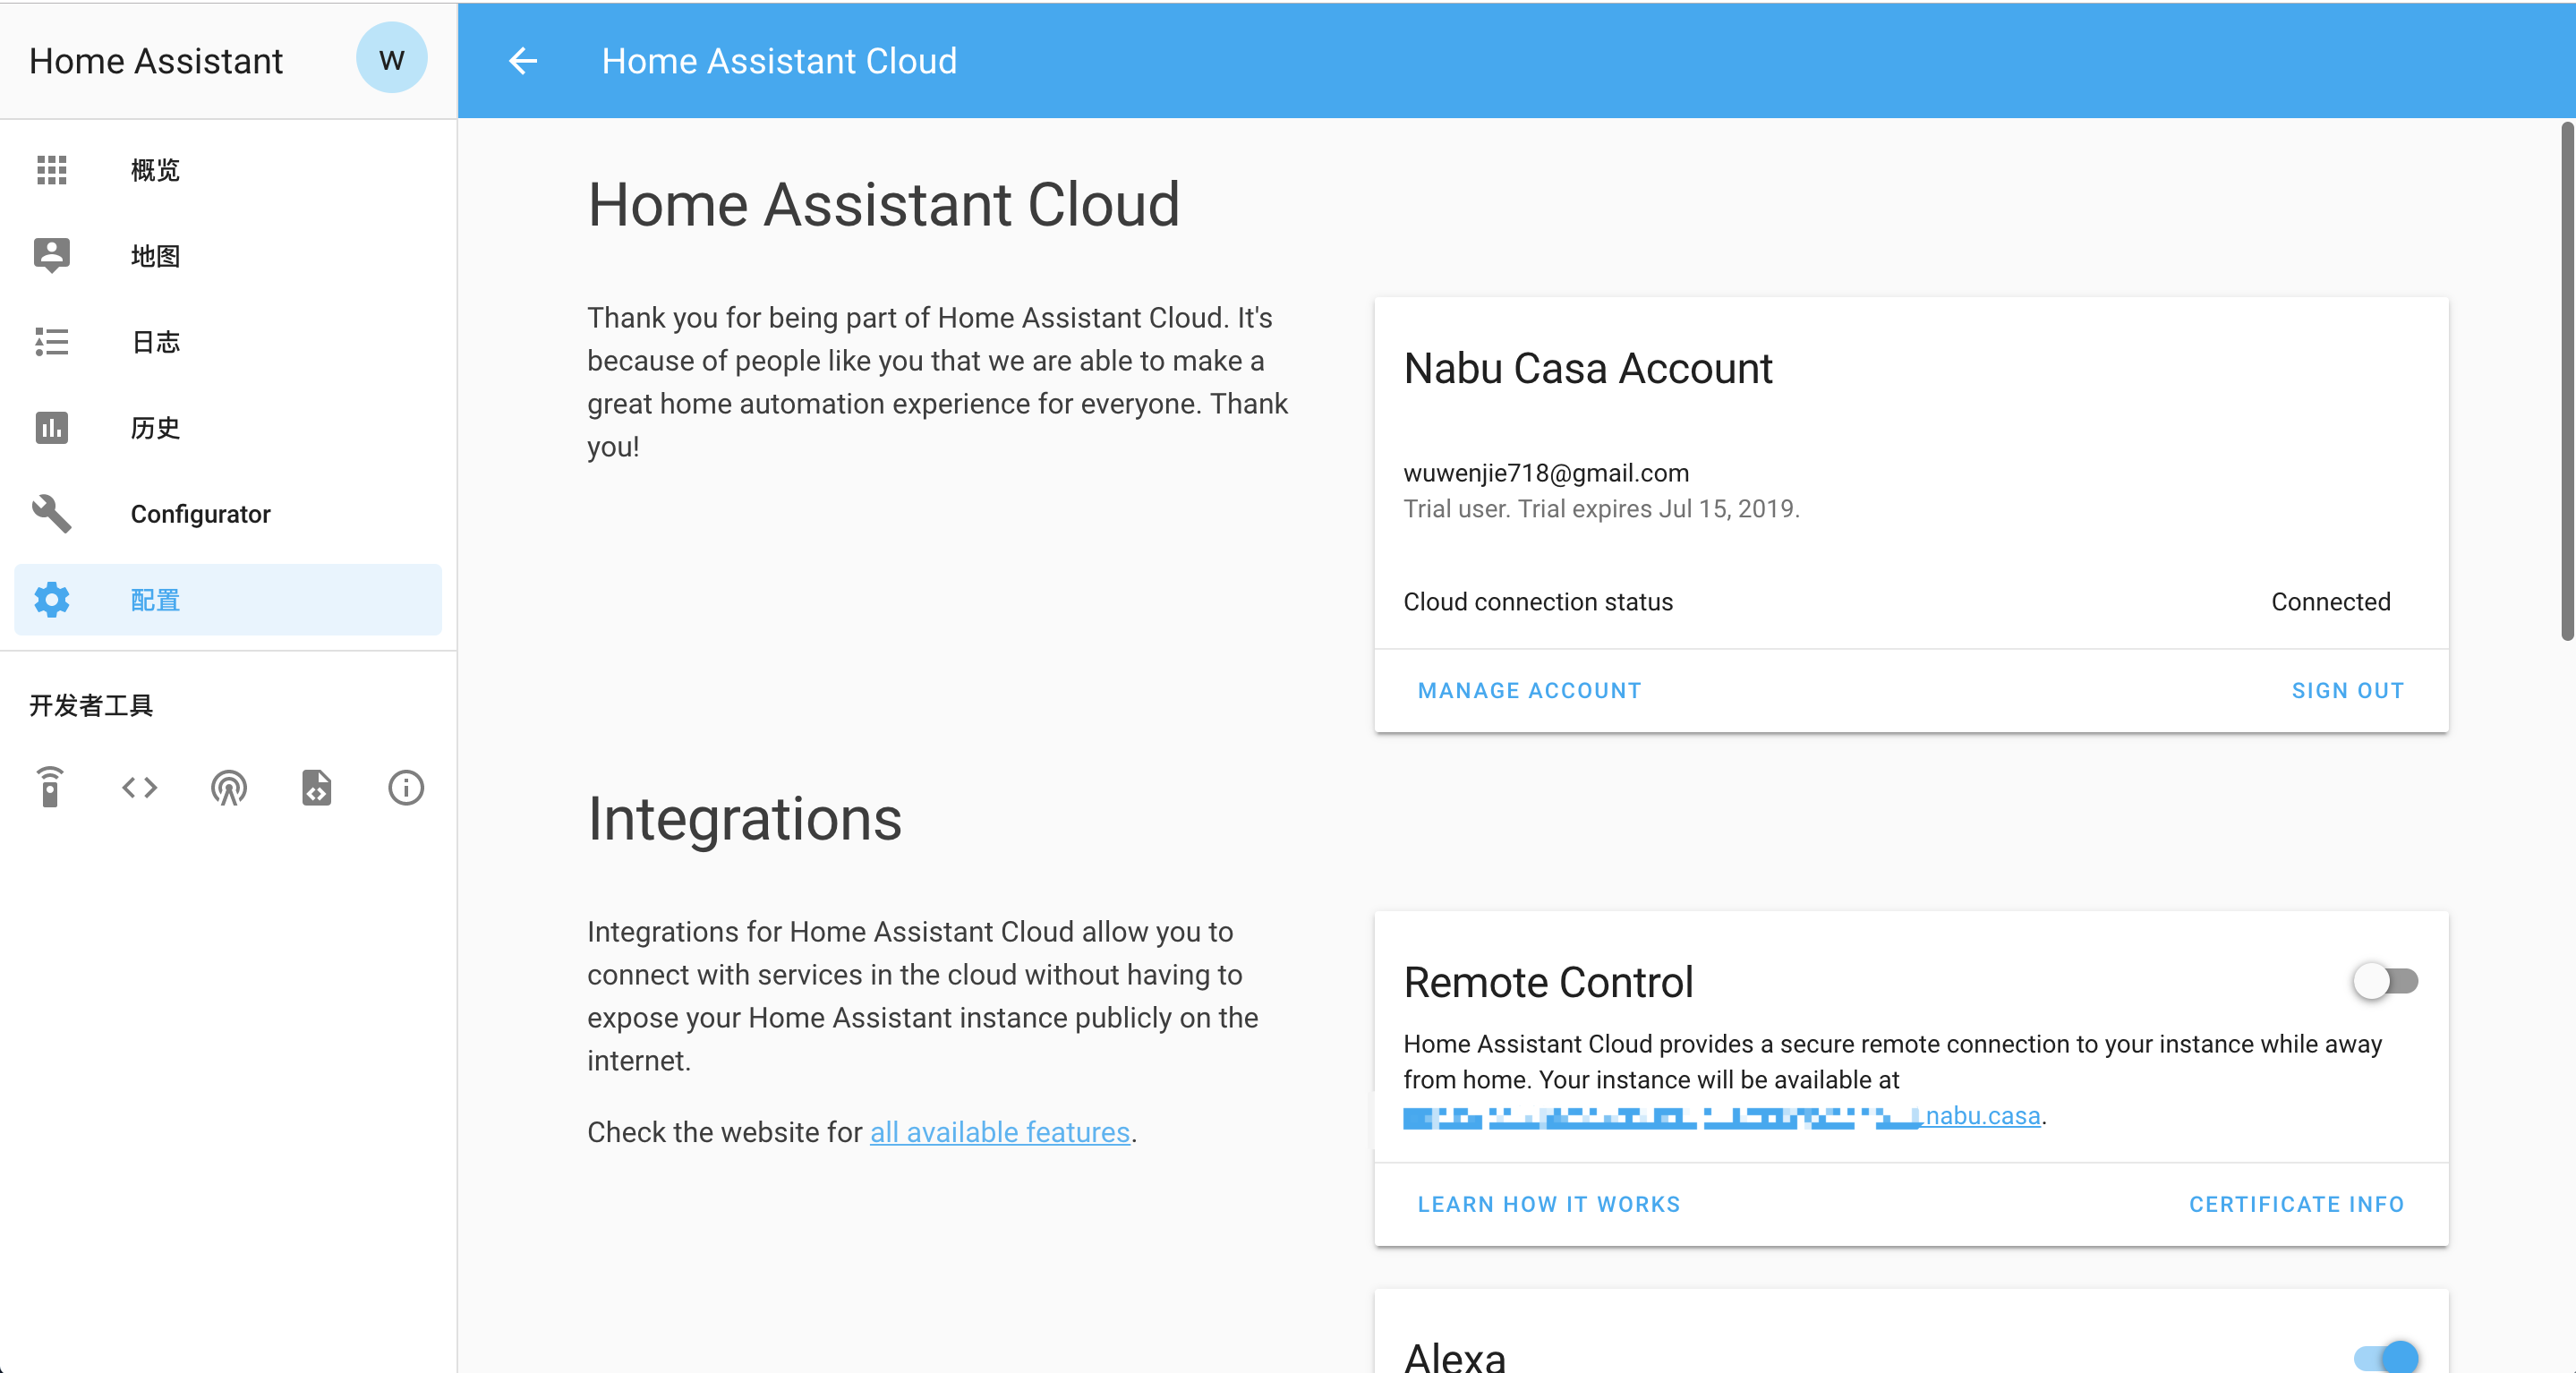 Home Assistant
W
概览
地图
日志
历史
Configurator
配置
开发者工具
Home Assistant Cloud
Home Assistant Cloud
Thank you for being part of Home Assistant Cloud. It's
because of people like you that we are able to make a
great home automation experience for everyone. Thank
you!
Nabu Casa Account
wuwenjie718@gmail.com
Trial user. Trial expires Jul 15, 2019.
Cloud connection status
Connected
MANAGE ACCOUNT
SIGN OUT
Integrations
Integrations for Home Assistant Cloud allow you to
connect with services in the cloud without having to
expose your Home Assistant instance publicly on the
internet.
Check the website for all available features.
Remote Control
Home Assistant Cloud provides a secure remote connection to your instance while away
from home. Your instance will be available at
nabu.casa.
LEARN HOW IT WORKS
CERTIFICATE INFO
Alexa